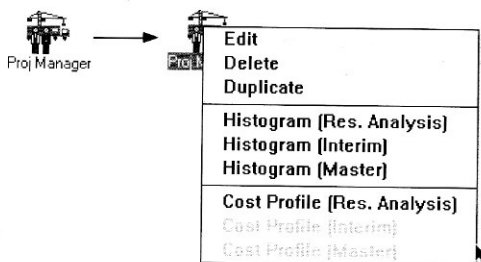 Proj Manager
Proj M
Edit
Delete
Duplicate
Histogram (Res. Analysis)
Histogram (Interim)
Histogram (Master)
Cost Profile (Res. Analysis)
Cost Profile (Interim)
Cost Profile (Master)